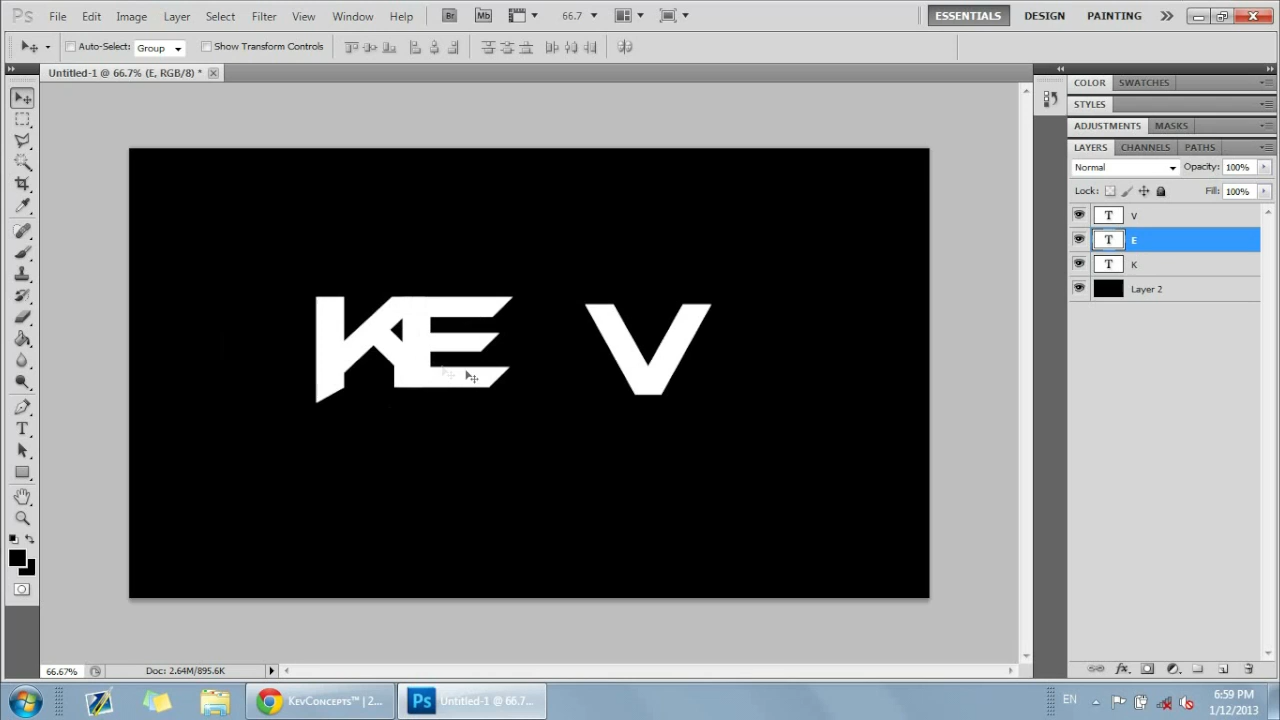 Ps File Edit Image Layer Select Filter View Window Help Br Mb 66.7 ESSENTIALS DESIGN PAINTING
Auto-Select: Group Show Transform Controls
Untitled-1 @ 66.7% (E, RGB/8) *
COLOR SWATCHES
STYLES
ADJUSTMENTS MASKS
LAYERS CHANNELS PATHS
Normal Opacity: 100%
Lock: Fill: 100%
T V
T E
T K
Layer 2
KE V
T
66.67% Doc: 2.64M/895.6K
fx
KevConcepts™ | 2... Ps Untitled-1 @ 66.7... EN 6:59 PM
1/12/2013